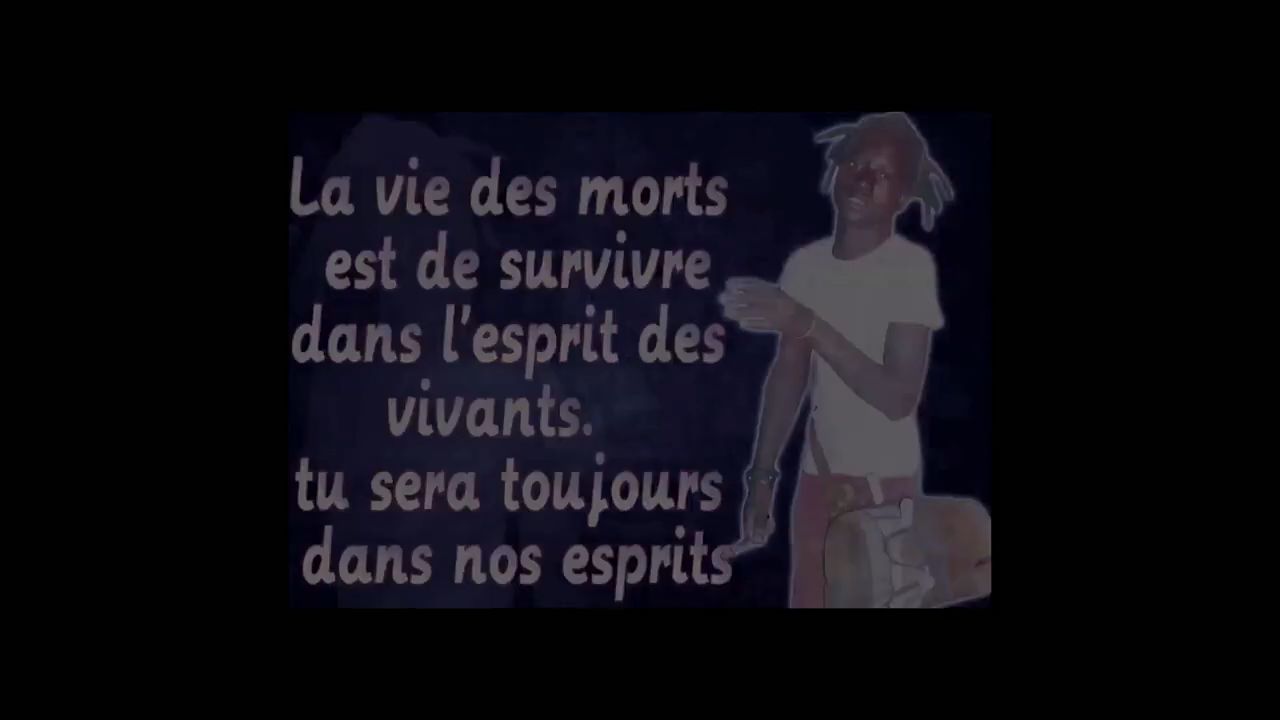 La vie des morts
est de survivre
dans l'esprit des
vivants.
tu sera toujours
dans nos esprits